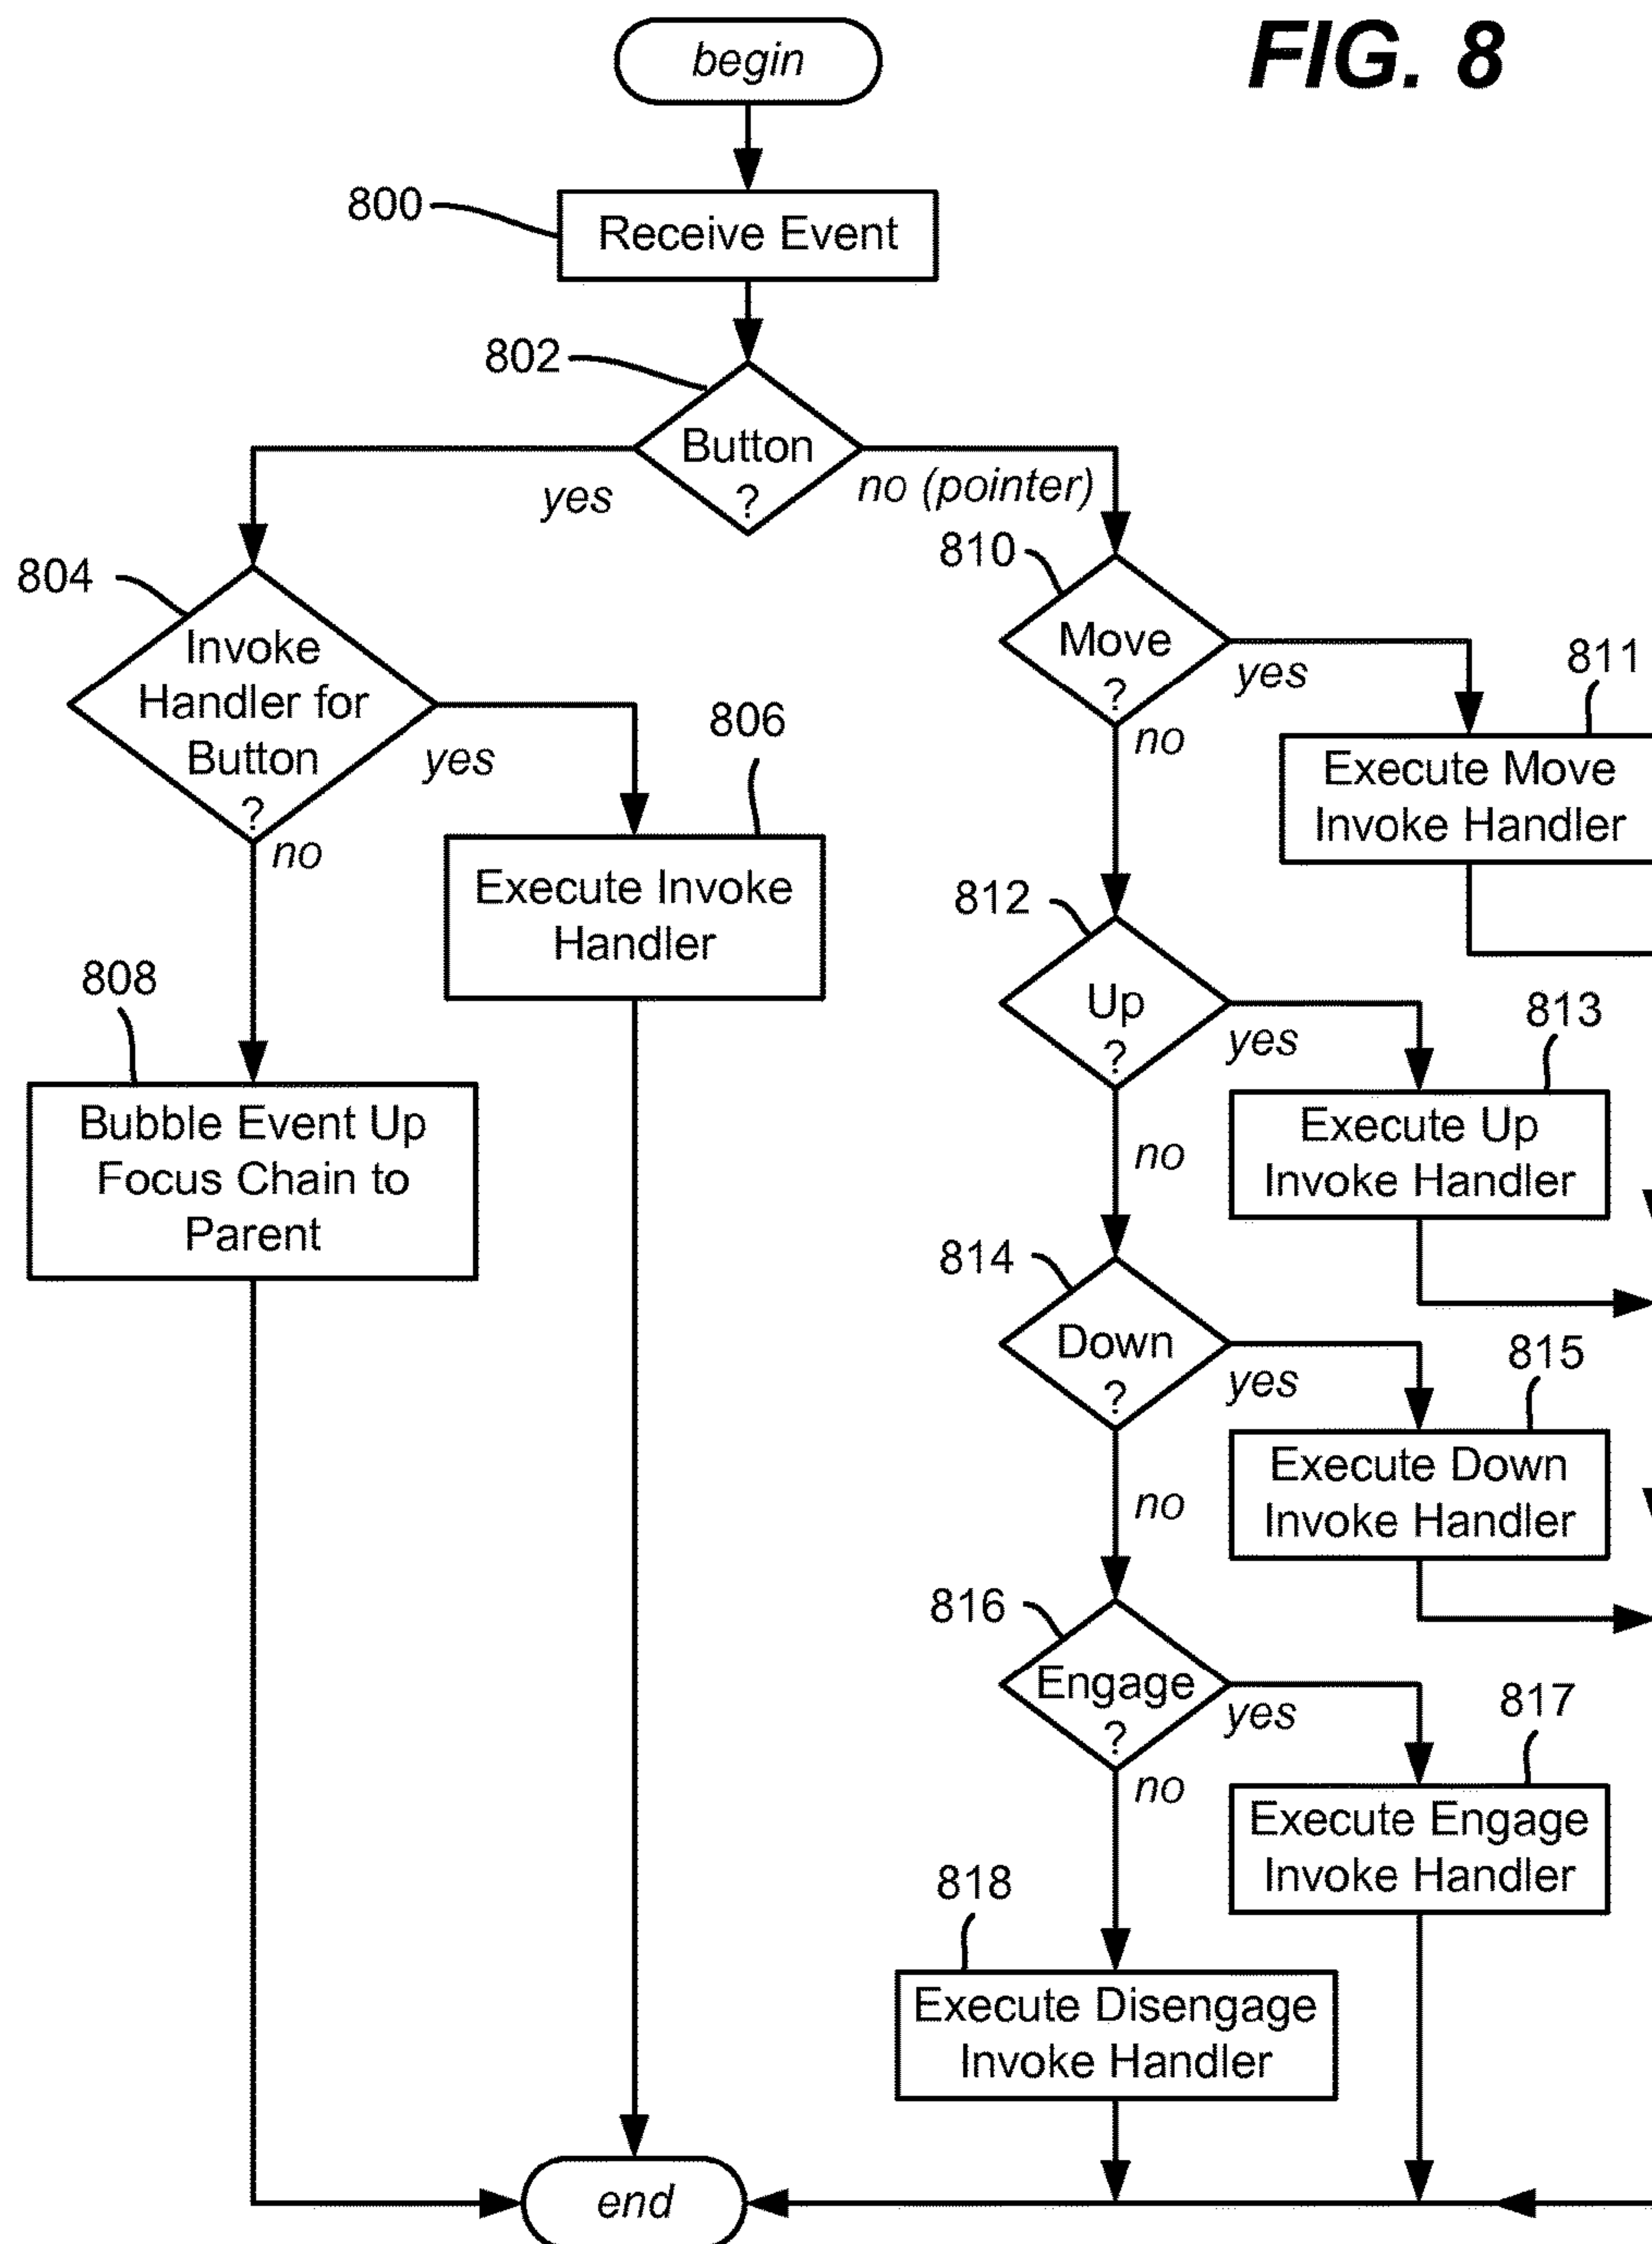 FIG. 8
begin
800
Receive Event
802
Button
?
yes
no (pointer)
804
Invoke
Handler for
Button
?
yes
no
806
Execute Invoke
Handler
808
Bubble Event Up
Focus Chain to
Parent
810
Move
?
yes
no
811
Execute Move
Invoke Handler
812
Up
?
yes
no
813
Execute Up
Invoke Handler
814
Down
?
yes
no
815
Execute Down
Invoke Handler
816
Engage
?
yes
no
817
Execute Engage
Invoke Handler
818
Execute Disengage
Invoke Handler
end